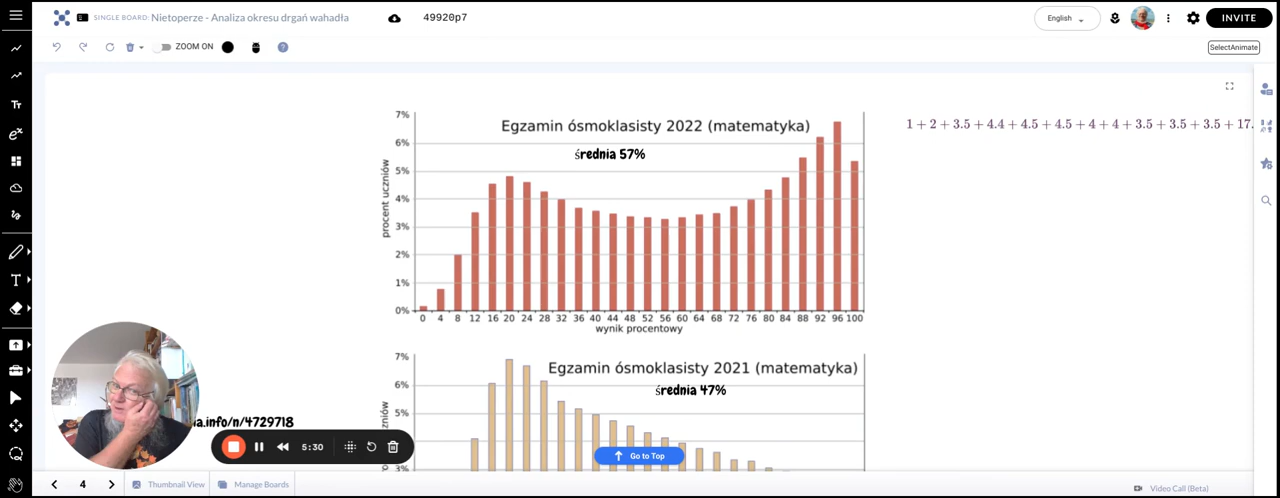 SINGLE BOARD: Nietoperze - Analiza okresu drgań wahadła
49920p7
English
INVITE
ZOOM ON
SelectAnimate
Egzamin ósmoklasisty 2022 (matematyka)
średnia 57%
1 + 2 + 3.5 + 4.4 + 4.5 + 4.5 + 4 + 4 + 3.5 + 3.5 + 3.5 + 17.
procent uczniów
7%
6%
5%
4%
3%
2%
1%
0%
0 4 8 12 16 20 24 28 32 36 40 44 48 52 56 60 64 68 72 76 80 84 88 92 96 100
wynik procentowy
Egzamin ósmoklasisty 2021 (matematyka)
średnia 47%
7%
6%
5%
3%
a.info/n/4729718
5:30
Go to Top
4
Thumbnail View
Manage Boards
Video Call (Beta)